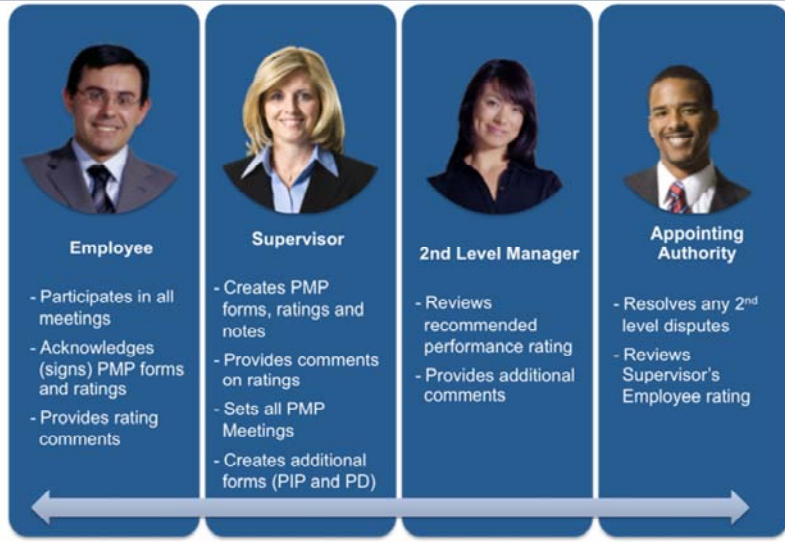 Employee
- Participates in all
meetings
- Acknowledges
(signs) PMP forms
and ratings
- Provides rating
comments
Supervisor
- Creates PMP
forms, ratings and
notes
- Provides comments
on ratings
- Sets all PMP
Meetings
- Creates additional
forms (PIP and PD)
2nd Level Manager
- Reviews
recommended
performance rating
- Provides additional
comments
Appointing
Authority
- Resolves any 2nd
level disputes
- Reviews
Supervisor's
Employee rating